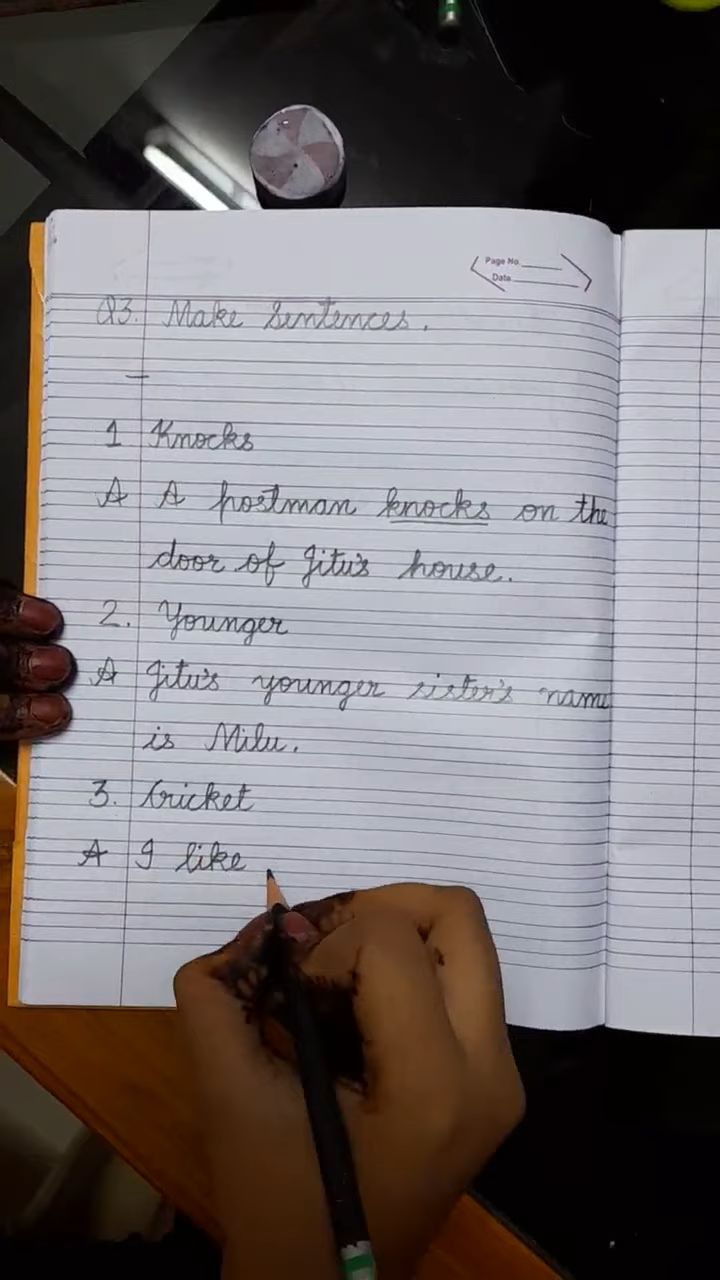 Page No.
Date
Q3. Make Sentences.
1 Knocks
A A postman knocks on the
door of Jitu's house.
2. Younger
A Jitu's younger sister's name
is Milu.
3. Cricket
A I like